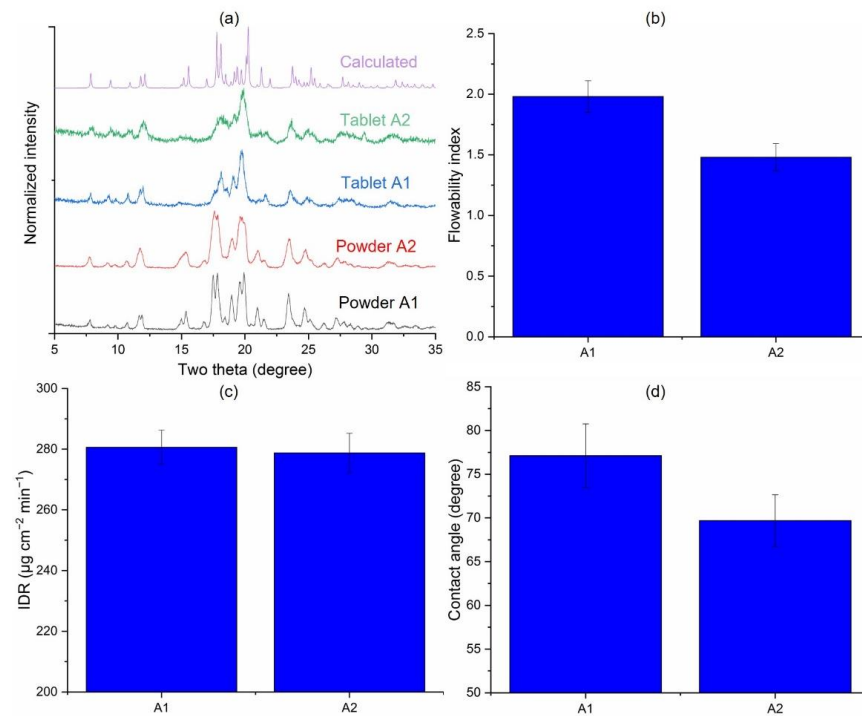 (a)
Normalized intensity
Calculated
Tablet A2
Tablet A1
Powder A2
Powder A1
5 10 15 20 25 30 35
Two theta (degree)
(b)
Flowability index
2.5
2.0
1.5
1.0
0.5
0.0
A1 A2
(c)
IDR (µg cm⁻² min⁻¹)
300
280
260
240
220
200
A1 A2
(d)
Contact angle (degree)
85
80
75
70
65
60
55
50
A1 A2